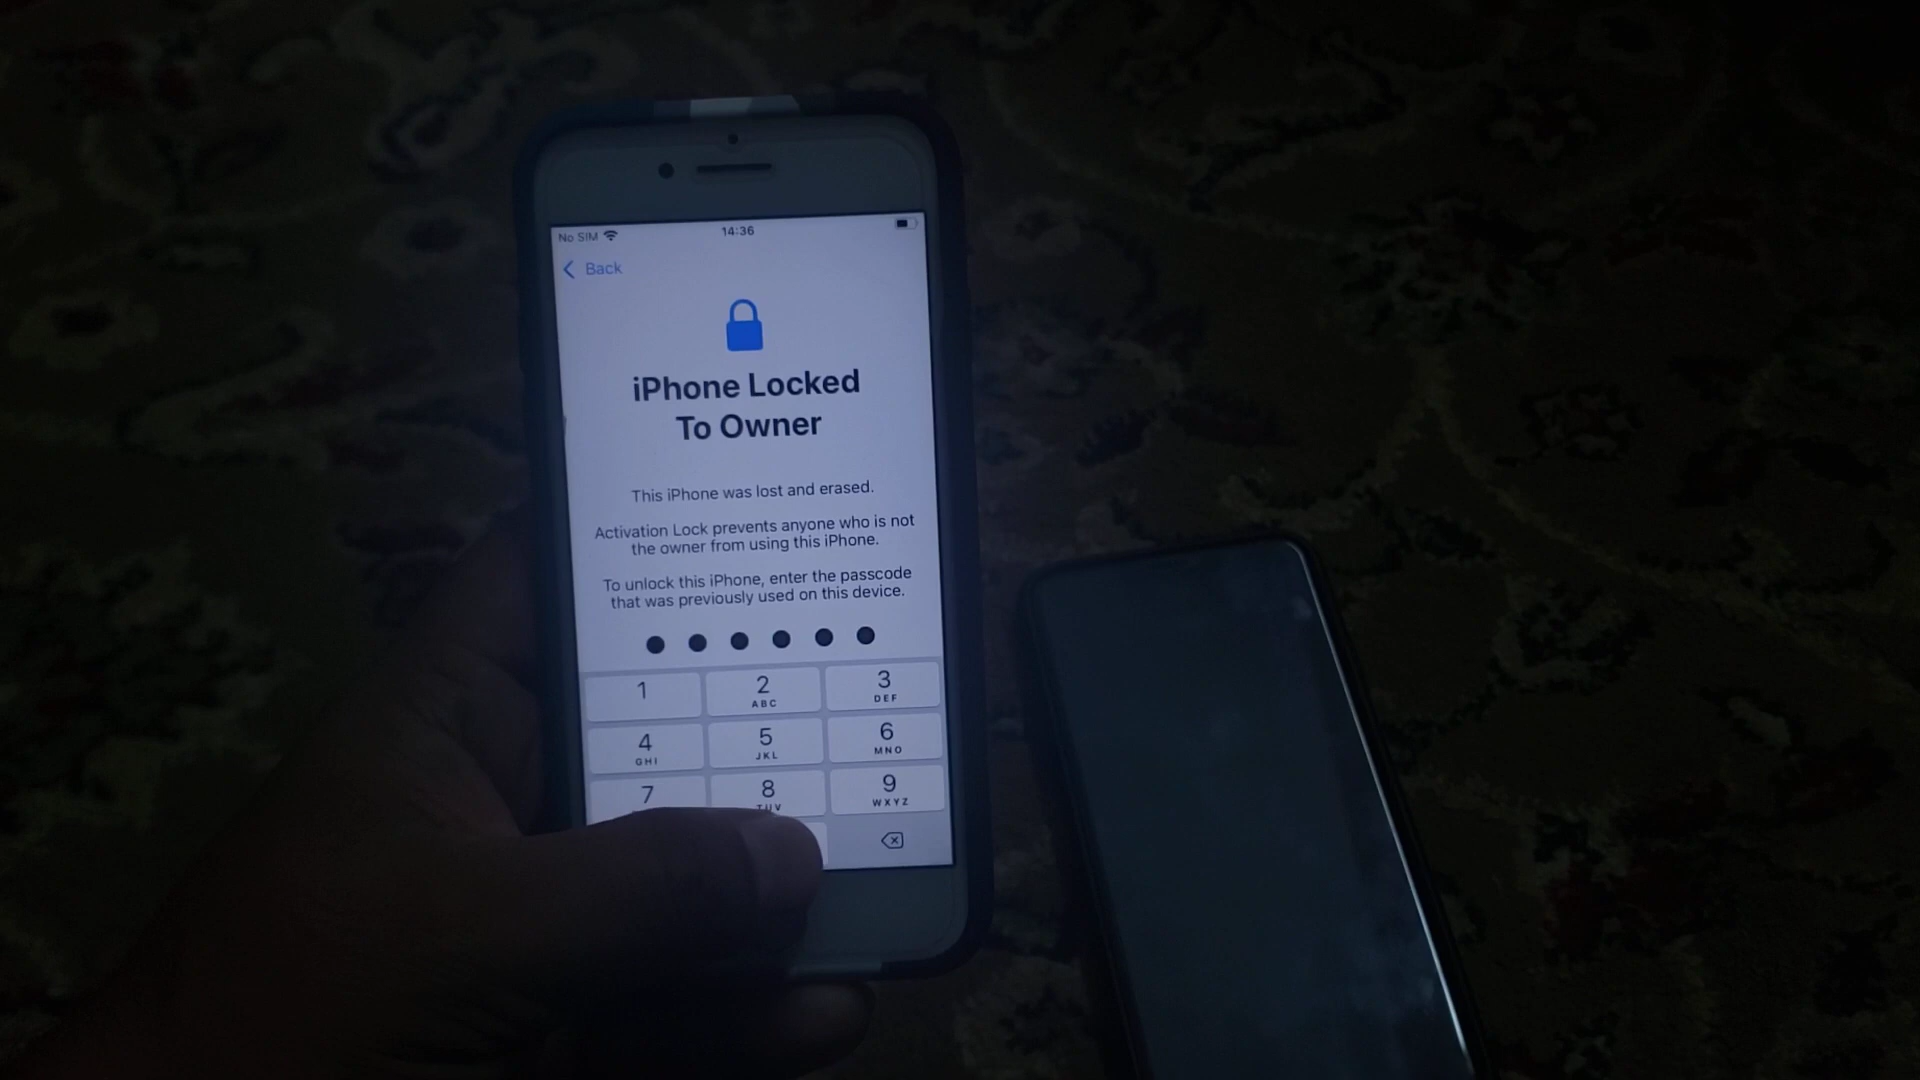 No SIM 14:36
Back
iPhone Locked
To Owner
This iPhone was lost and erased.
Activation Lock prevents anyone who is not
the owner from using this iPhone.
To unlock this iPhone, enter the passcode
that was previously used on this device.
1 2 3
ABC DEF
4 5 6
GHI JKL MNO
7 8 9
TUV WXYZ